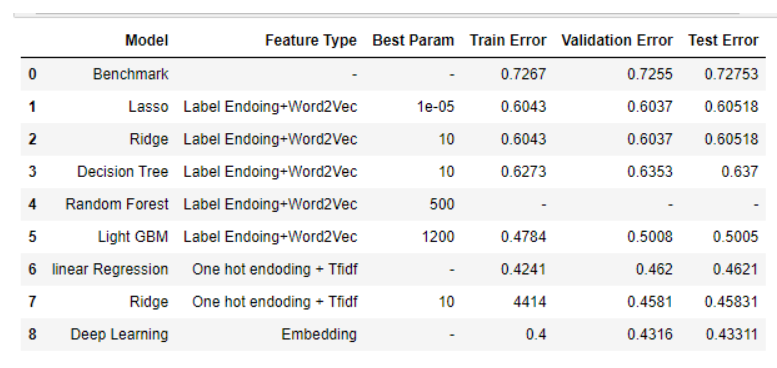 Model Feature Type Best Param Train Error Validation Error Test Error
0 Benchmark - - 0.7267 0.7255 0.72753
1 Lasso Label Endoing+Word2Vec 1e-05 0.6043 0.6037 0.60518
2 Ridge Label Endoing+Word2Vec 10 0.6043 0.6037 0.60518
3 Decision Tree Label Endoing+Word2Vec 10 0.6273 0.6353 0.637
4 Random Forest Label Endoing+Word2Vec 500 - - -
5 Light GBM Label Endoing+Word2Vec 1200 0.4784 0.5008 0.5005
6 linear Regression One hot endoding + Tfidf - 0.4241 0.462 0.4621
7 Ridge One hot endoding + Tfidf 10 4414 0.4581 0.45831
8 Deep Learning Embedding - 0.4 0.4316 0.43311